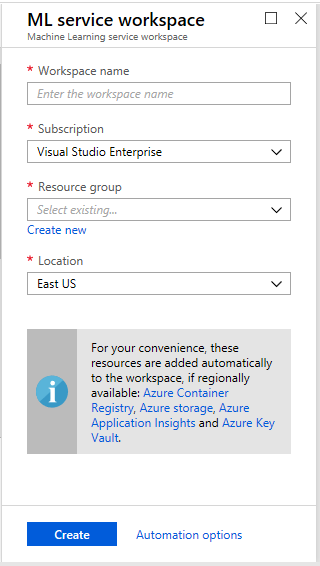 ML service workspace
Machine Learning service workspace
* Workspace name
Enter the workspace name
* Subscription
Visual Studio Enterprise
* Resource group
Select existing...
Create new
* Location
East US
For your convenience, these
resources are added automatically
to the workspace, if regionally
available: Azure Container
Registry, Azure storage, Azure
Application Insights and Azure Key
Vault.
Create
Automation options